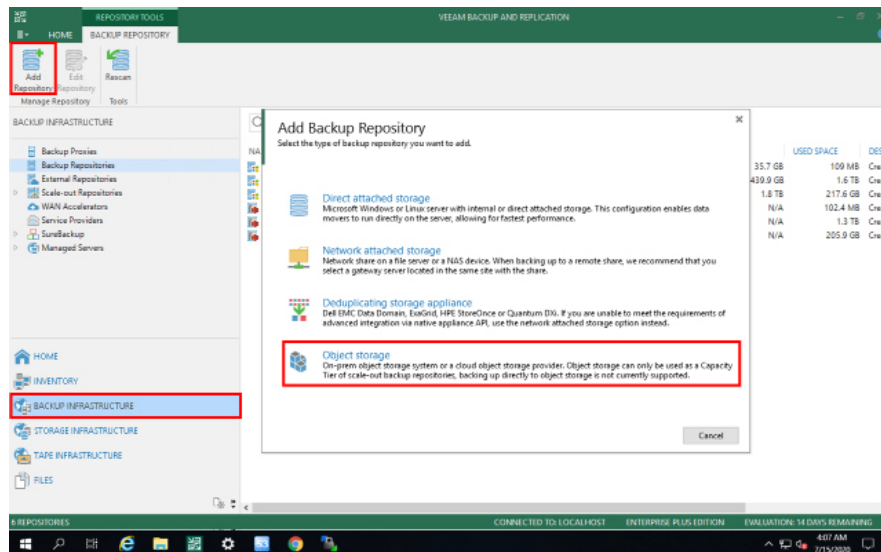 REPOSITORY TOOLS
VEEAM BACKUP AND REPLICATION
HOME
BACKUP REPOSITORY
Add Repository
Edit Repository
Rescan
Manage Repository
Tools
BACKUP INFRASTRUCTURE
Backup Proxies
Backup Repositories
External Repositories
Scale-out Repositories
WAN Accelerators
Service Providers
SureBackup
Managed Servers
HOME
INVENTORY
BACKUP INFRASTRUCTURE
STORAGE INFRASTRUCTURE
TAPE INFRASTRUCTURE
FILES
NA
Add Backup Repository
Select the type of backup repository you want to add.
Direct attached storage
Microsoft Windows or Linux server with internal or direct attached storage. This configuration enables data
movers to run directly on the server, allowing for fastest performance.
Network attached storage
Network share on a file server or a NAS device. When backing up to a remote share, we recommend that you
select a gateway server located in the same site with the share.
Deduplicating storage appliance
Dell EMC Data Domain, ExaGrid, HPE StoreOnce or Quantum DXi. If you are unable to meet the requirements of
advanced integration via native appliance API, use the network attached storage option instead.
Object storage
On-prem object storage system or a cloud object storage provider. Object storage can only be used as a Capacity
Tier of scale-out backup repositories, backing up directly to object storage is not currently supported.
Cancel
USED SPACE DES
35.7 GB 109 MB Cre
439.9 GB 1.6 TB Cre
1.8 TB 217.6 GB Cre
N/A 102.4 MB Cre
N/A 1.3 TB Cre
N/A 205.9 GB Cre
6 REPOSITORIES
CONNECTED TO: LOCALHOST
ENTERPRISE PLUS EDITION
EVALUATION: 14 DAYS REMAINING
4:07 AM
7/15/2020